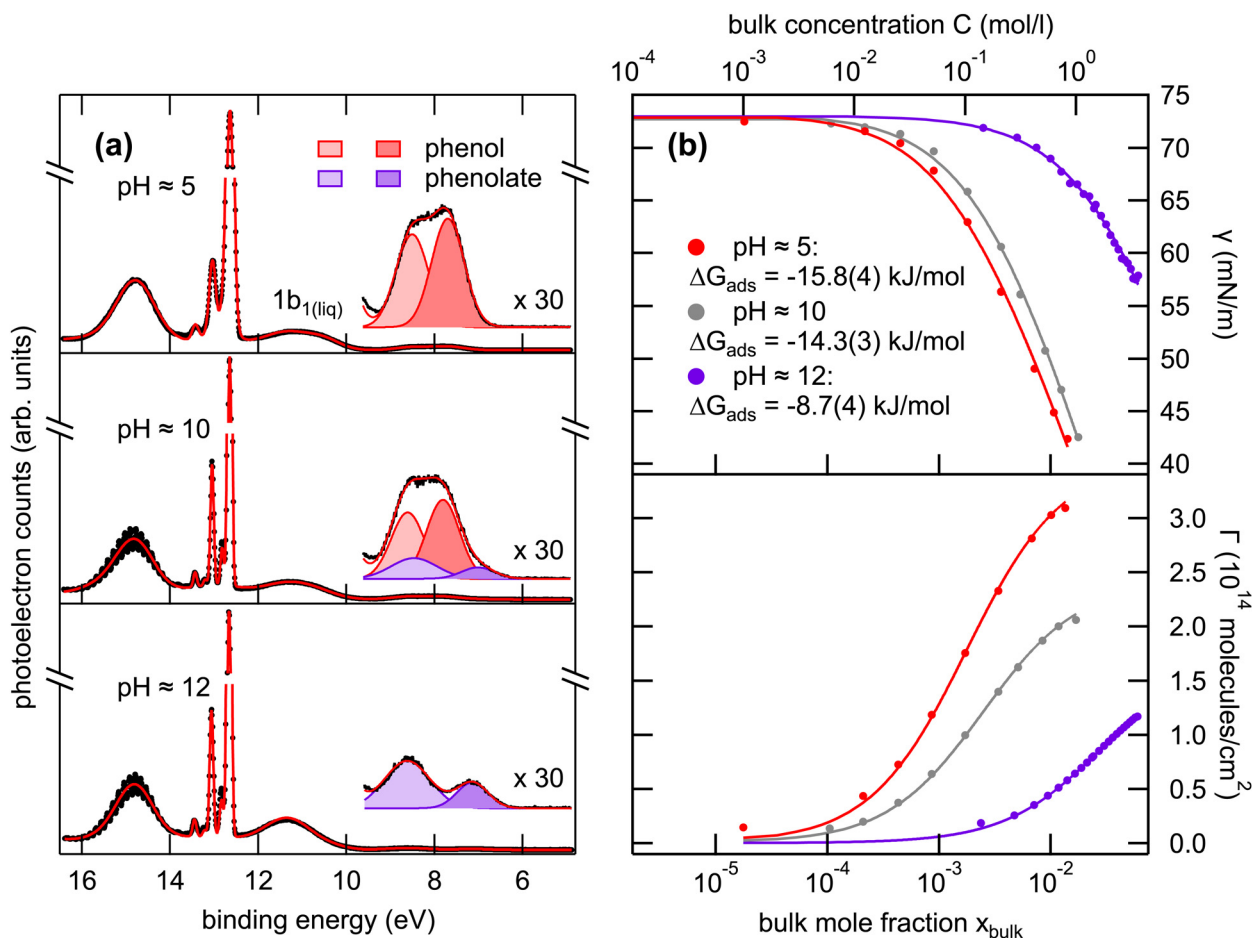 (a)
phenol
phenolate
pH ≈ 5
1b1(liq)
x 30
pH ≈ 10
x 30
pH ≈ 12
x 30
photoelectron counts (arb. units)
16 14 12 10 8 6
binding energy (eV)
bulk concentration C (mol/l)
10-4 10-3 10-2 10-1 100
(b)
75
70
65
60
55
50
45
40
γ (mN/m)
pH ≈ 5:
ΔGads = -15.8(4) kJ/mol
pH ≈ 10
ΔGads = -14.3(3) kJ/mol
pH ≈ 12:
ΔGads = -8.7(4) kJ/mol
3.0
2.5
2.0
1.5
1.0
0.5
0.0
Γ (1014 molecules/cm2)
10-5 10-4 10-3 10-2
bulk mole fraction xbulk